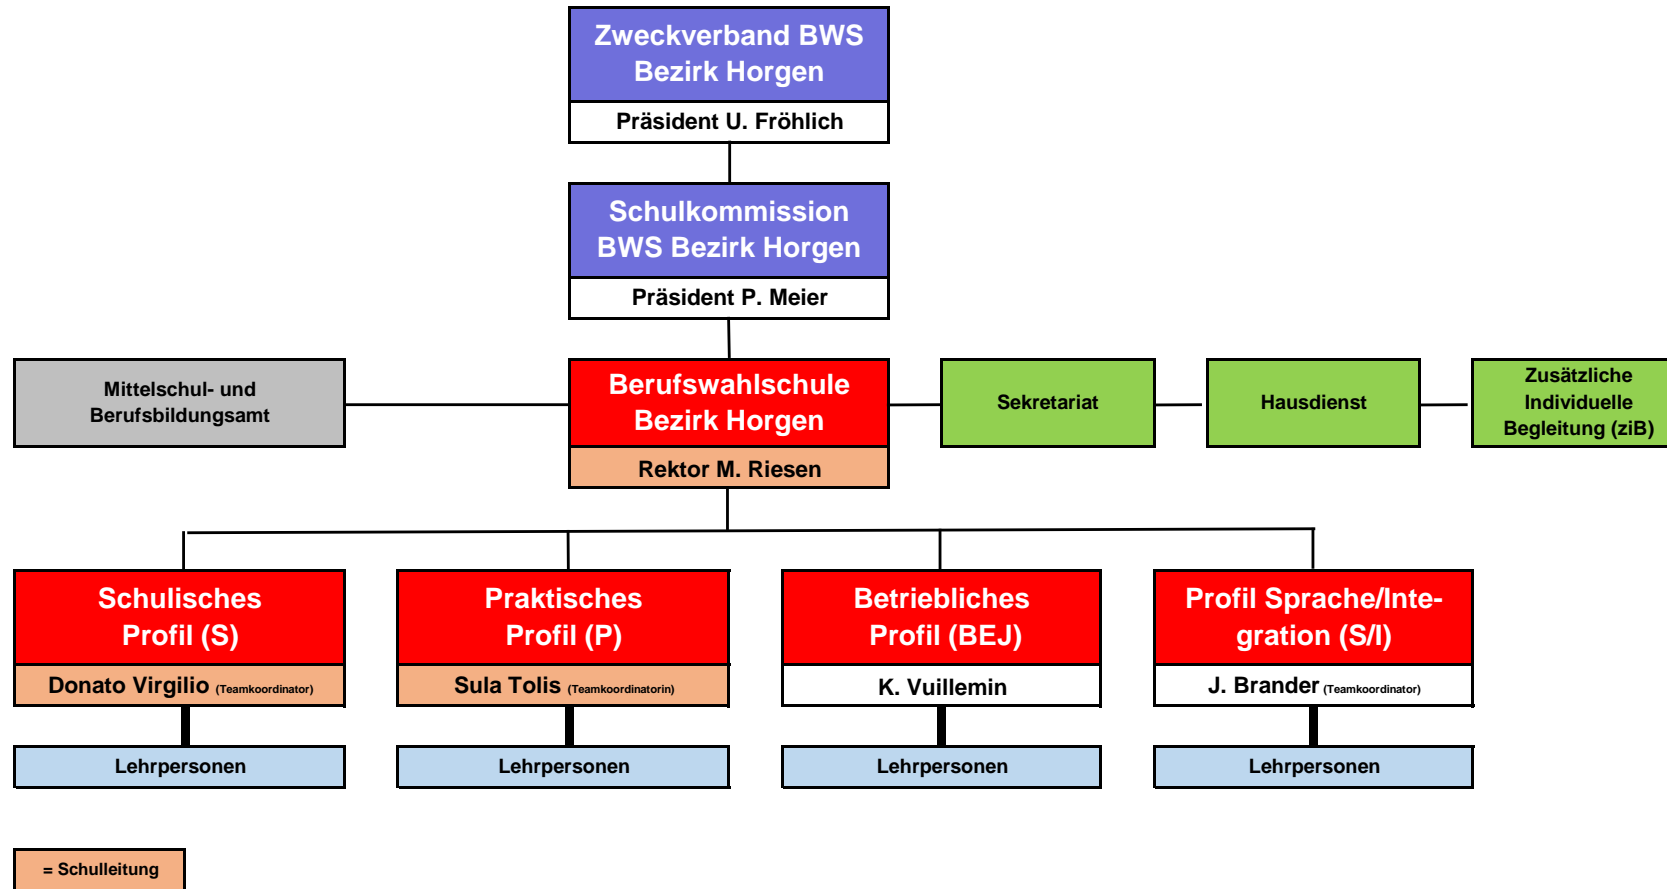 Zweckverband BWS
Bezirk Horgen
Präsident U. Fröhlich
Schulkommission
BWS Bezirk Horgen
Präsident P. Meier
Mittelschul- und
Berufsbildungsamt
Berufswahlschule
Bezirk Horgen
Rektor M. Riesen
Sekretariat
Hausdienst
Zusätzliche
Individuelle
Begleitung (ziB)
Schulisches
Profil (S)
Donato Virgilio (Teamkoordinator)
Praktisches
Profil (P)
Sula Tolis (Teamkoordinatorin)
Betriebliches
Profil (BEJ)
K. Vuillemin
Profil Sprache/Inte-
gration (S/I)
J. Brander (Teamkoordinator)
Lehrpersonen
Lehrpersonen
Lehrpersonen
Lehrpersonen
= Schulleitung